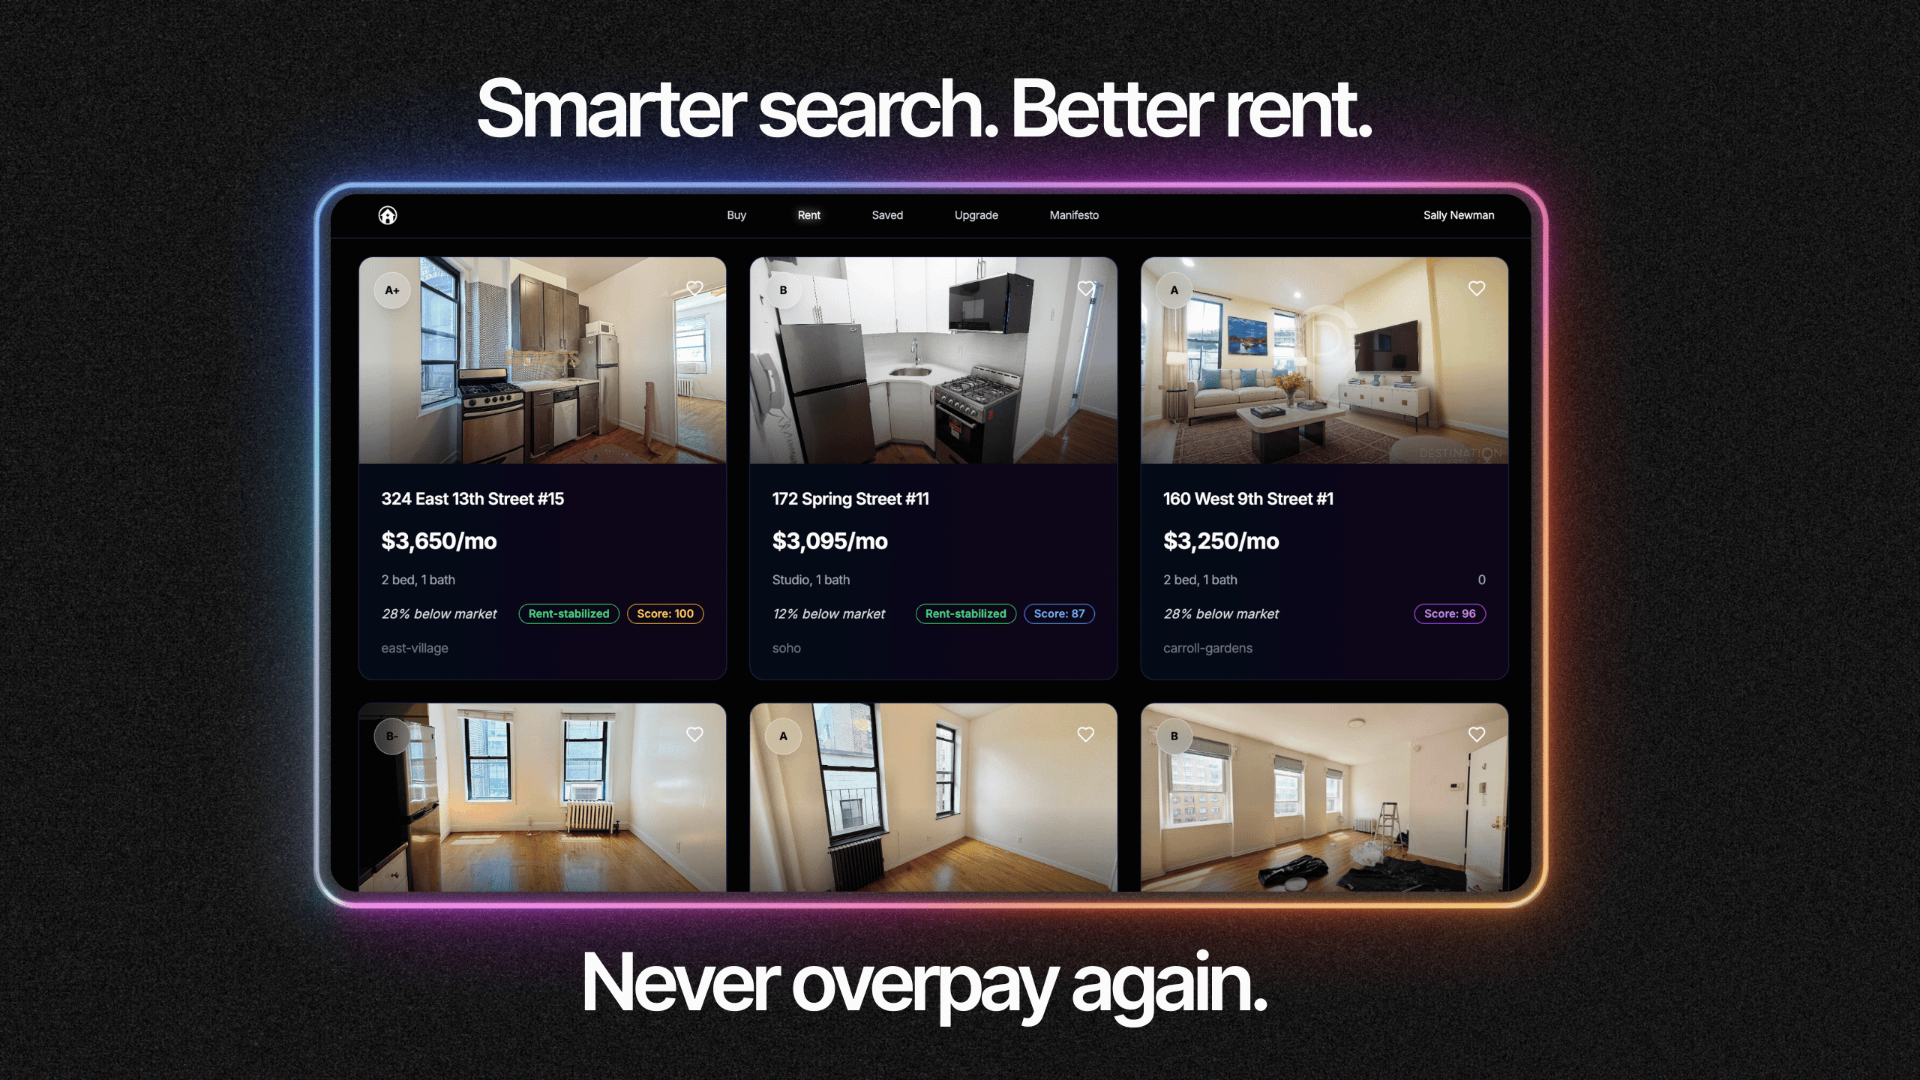 Smarter search. Better rent.
Buy Rent Saved Upgrade Manifesto Sally Newman
A+
324 East 13th Street #15
$3,650/mo
2 bed, 1 bath
28% below market Rent-stabilized Score: 100
east-village
B
172 Spring Street #11
$3,095/mo
Studio, 1 bath
12% below market Rent-stabilized Score: 87
soho
A
DESTINATION
160 West 9th Street #1
$3,250/mo
2 bed, 1 bath 0
28% below market Score: 96
carroll-gardens
B-
A
B
Never overpay again.